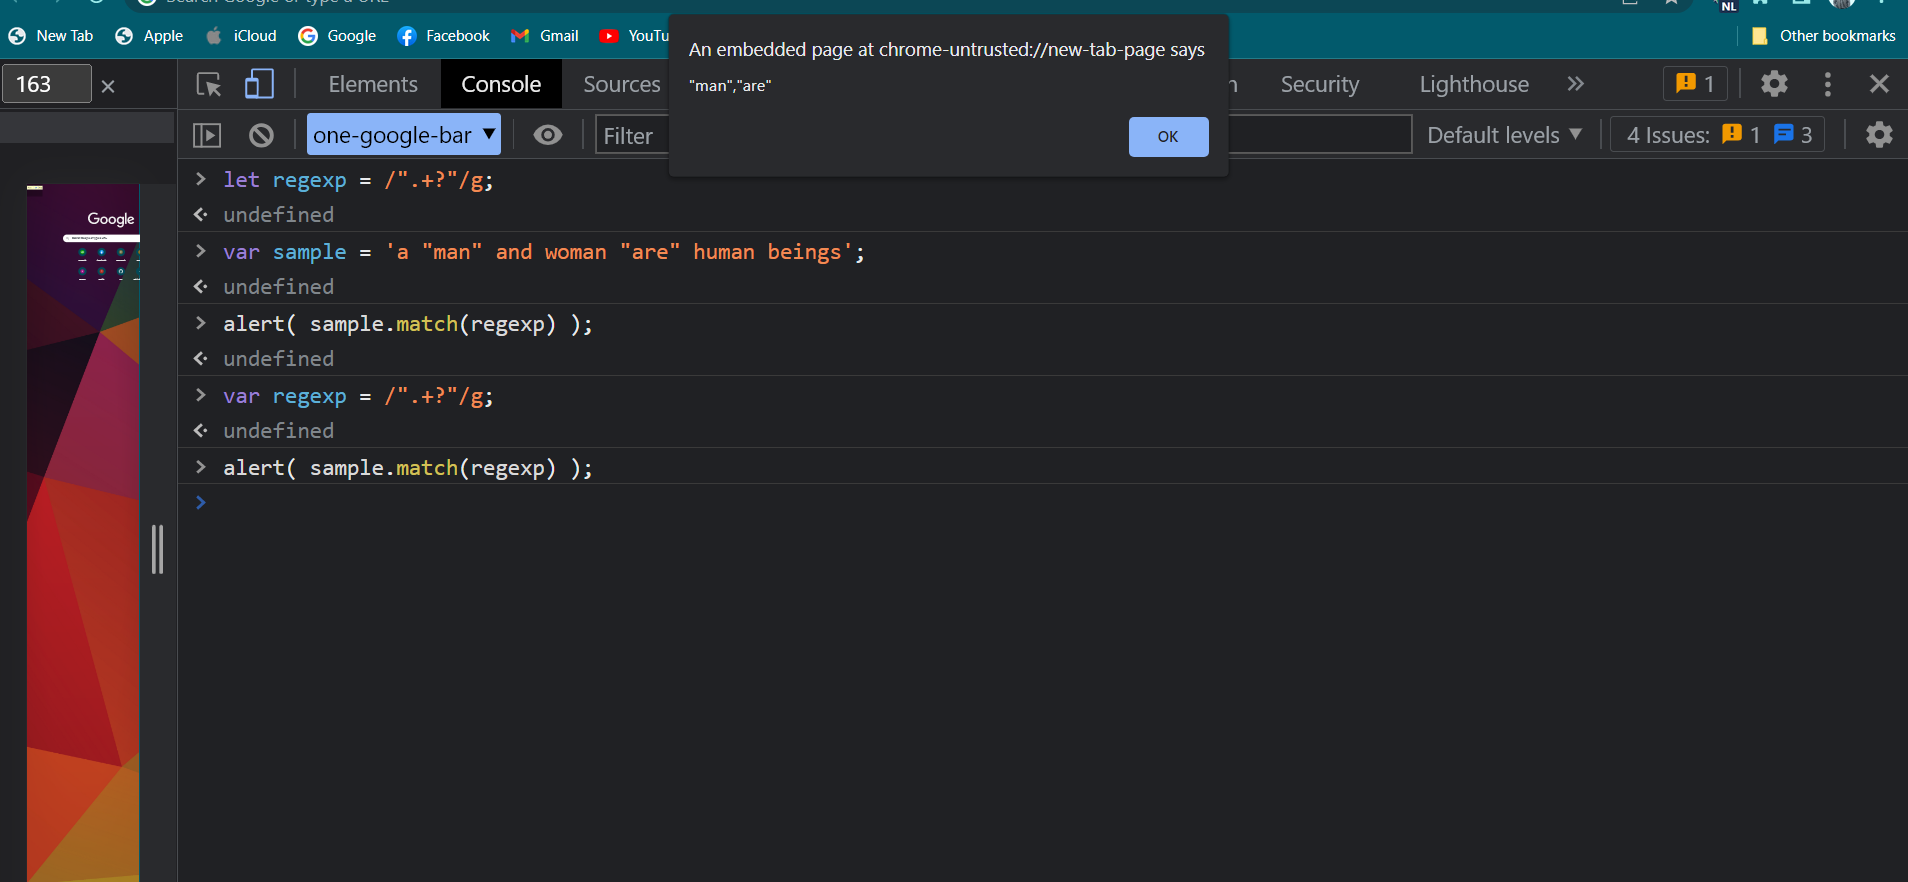 New Tab Apple iCloud Google Facebook Gmail YouTu Other bookmarks
NL
An embedded page at chrome-untrusted://new-tab-page says
"man","are"
OK
163 ×
Elements Console Sources Security Lighthouse » 1
one-google-bar ▼ Filter Default levels ▼ 4 Issues: 1 3
> let regexp = /".+?"/g;
undefined
> var sample = 'a "man" and woman "are" human beings';
undefined
> alert( sample.match(regexp) );
undefined
> var regexp = /".+?"/g;
undefined
> alert( sample.match(regexp) );
>
Google